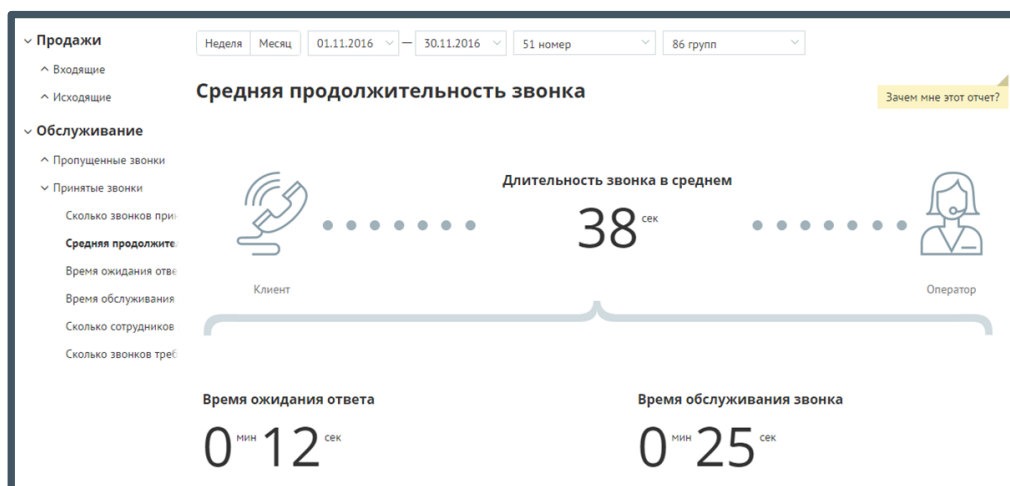 Продажи
Входящие
Исходящие
Обслуживание
Пропущенные звонки
Принятые звонки
Сколько звонков при
Средняя продолжите
Время ожидания отве
Время обслуживания
Сколько сотрудников
Сколько звонков треб
Неделя Месяц 01.11.2016 — 30.11.2016 51 номер 86 групп
Средняя продолжительность звонка
Зачем мне этот отчет?
Длительность звонка в среднем
38 сек
Клиент
Оператор
Время ожидания ответа
0 мин 12 сек
Время обслуживания звонка
0 мин 25 сек